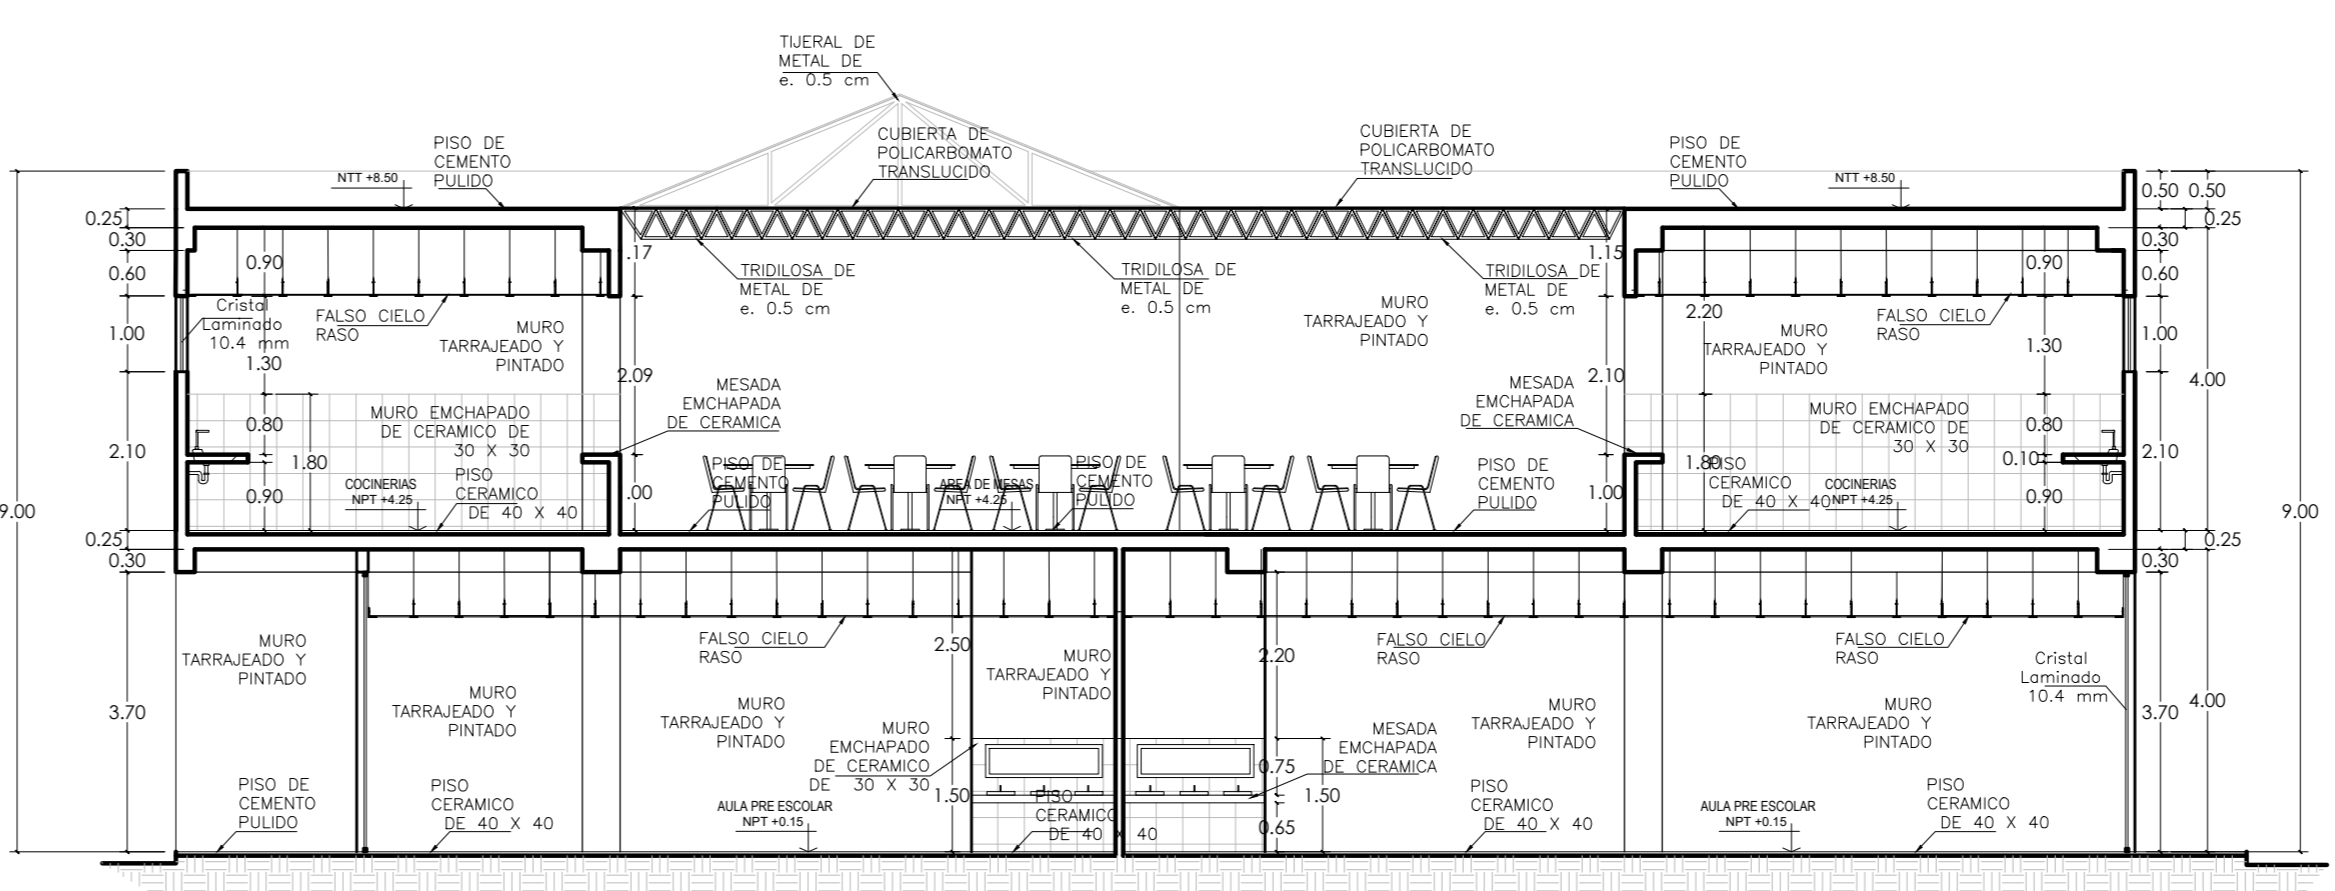 TIJERAL DE
METAL DE
e. 0.5 cm
PISO DE
CEMENTO
PULIDO
CUBIERTA DE
POLICARBOMATO
TRANSLUCIDO
CUBIERTA DE
POLICARBOMATO
TRANSLUCIDO
PISO DE
CEMENTO
PULIDO
NTT +8.50
NTT +8.50
0.25
0.30
0.60
1.00
2.10
0.25
0.30
3.70
9.00
0.90
Cristal
Laminado
10.4 mm
1.30
FALSO CIELO
RASO
MURO
TARRAJEADO Y
PINTADO
MURO EMCHAPADO
DE CERAMICO DE
30 X 30
0.80
1.80
0.90
COCINERIAS
NPT +4.25
PISO
CERAMICO
DE 40 X 40
.17
2.09
.00
TRIDILOSA DE
METAL DE
e. 0.5 cm
TRIDILOSA DE
METAL DE
e. 0.5 cm
TRIDILOSA DE
METAL DE
e. 0.5 cm
MURO
TARRAJEADO Y
PINTADO
MESADA
EMCHAPADA
DE CERAMICA
MESADA
EMCHAPADA
DE CERAMICA
PISO DE
CEMENTO
PULIDO
AREA DE MESAS
NPT +4.25
PISO DE
CEMENTO
PULIDO
PISO DE
CEMENTO
PULIDO
1.15
2.10
1.00
2.20
1.80
0.90
FALSO CIELO
RASO
MURO
TARRAJEADO Y
PINTADO
1.30
MURO EMCHAPADO
DE CERAMICO DE
30 X 30
0.80
0.10
0.90
PISO
CERAMICO
DE 40 X 40
COCINERIAS
NPT +4.25
0.50
0.50
0.25
0.30
0.60
1.00
4.00
2.10
0.25
0.30
3.70
4.00
9.00
MURO
TARRAJEADO Y
PINTADO
PISO DE
CEMENTO
PULIDO
MURO
TARRAJEADO Y
PINTADO
PISO
CERAMICO
DE 40 X 40
FALSO CIELO
RASO
MURO
TARRAJEADO Y
PINTADO
AULA PRE ESCOLAR
NPT +0.15
MURO
EMCHAPADO
DE CERAMICO
DE 30 X 30
2.50
1.50
MURO
TARRAJEADO Y
PINTADO
PISO
CERAMICO
DE 40 X 40
2.20
0.75
0.65
1.50
MESADA
EMCHAPADA
DE CERAMICA
FALSO CIELO
RASO
MURO
TARRAJEADO Y
PINTADO
PISO
CERAMICO
DE 40 X 40
FALSO CIELO
RASO
MURO
TARRAJEADO Y
PINTADO
AULA PRE ESCOLAR
NPT +0.15
PISO
CERAMICO
DE 40 X 40
Cristal
Laminado
10.4 mm